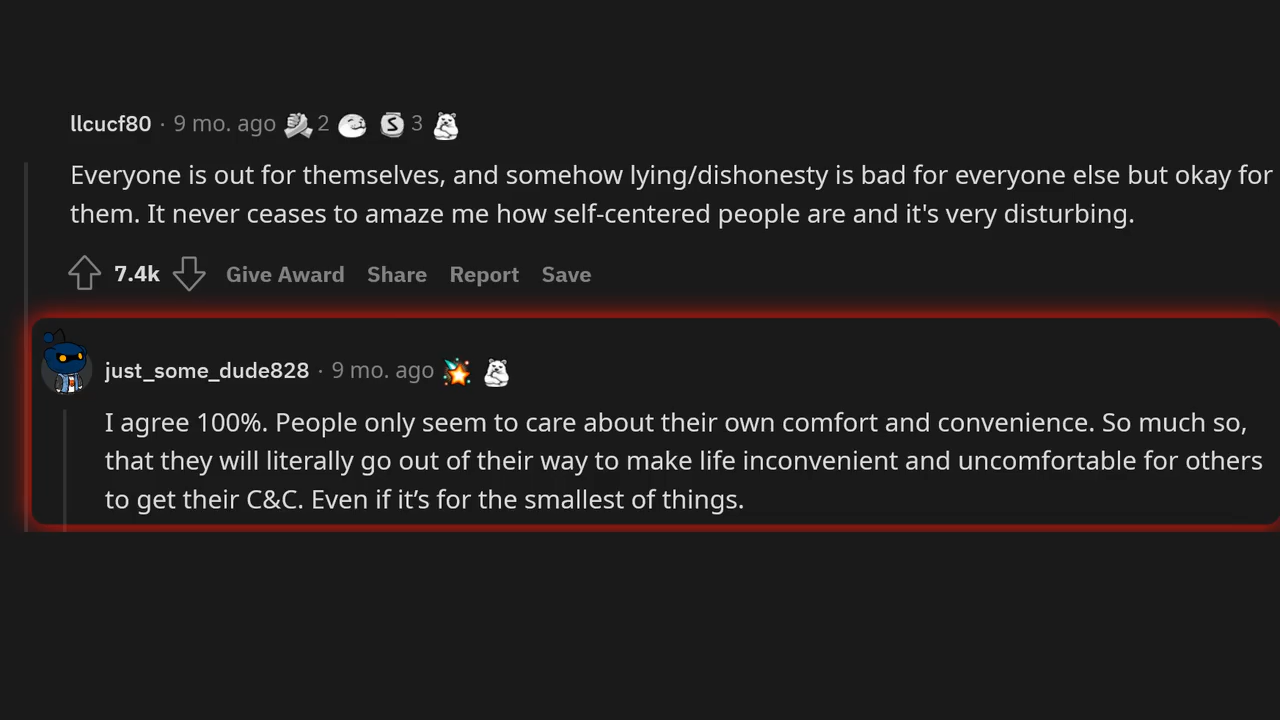 llcucf80 · 9 mo. ago 2 S 3
Everyone is out for themselves, and somehow lying/dishonesty is bad for everyone else but okay for
them. It never ceases to amaze me how self-centered people are and it's very disturbing.
7.4k Give Award Share Report Save
just_some_dude828 · 9 mo. ago
I agree 100%. People only seem to care about their own comfort and convenience. So much so,
that they will literally go out of their way to make life inconvenient and uncomfortable for others
to get their C&C. Even if it’s for the smallest of things.